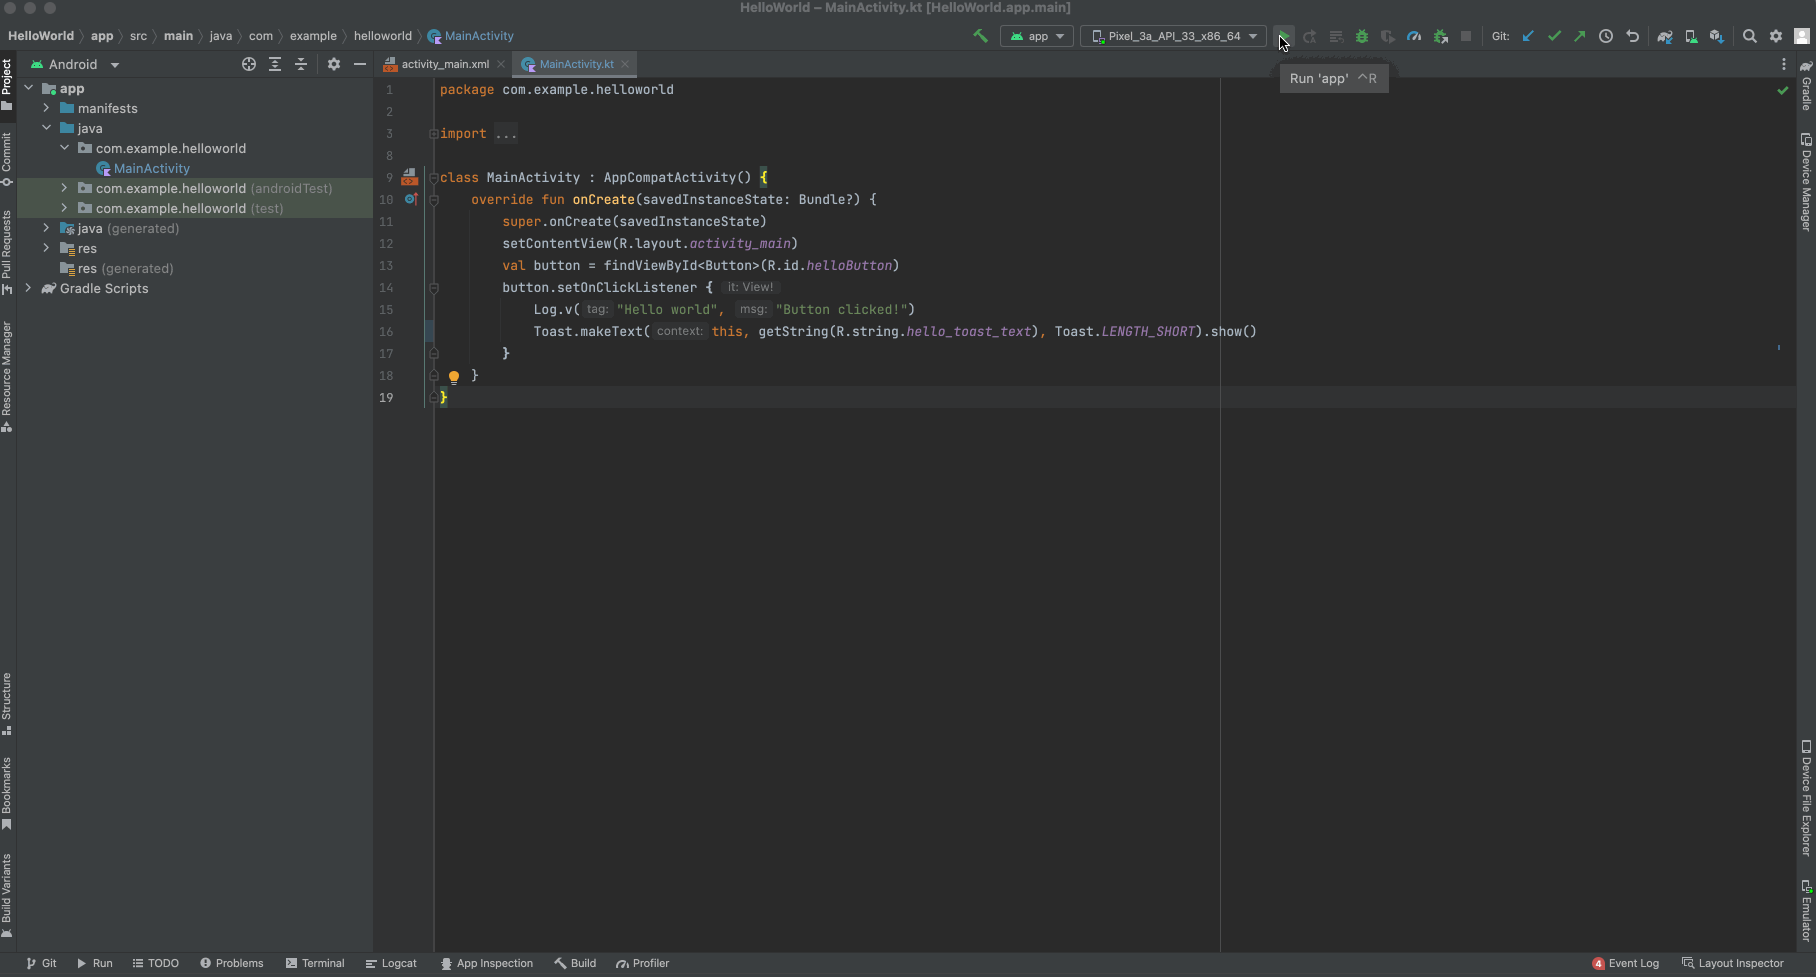 HelloWorld – MainActivity.kt [HelloWorld.app.main]
HelloWorld app src main java com example helloworld MainActivity
app Pixel_3a_API_33_x86_64 Git:
Run 'app' ^R
Project
Commit
Pull Requests
Resource Manager
Structure
Bookmarks
Build Variants
Android
app
manifests
java
com.example.helloworld
MainActivity
com.example.helloworld (androidTest)
com.example.helloworld (test)
java (generated)
res
res (generated)
Gradle Scripts
activity_main.xml MainActivity.kt
1 package com.example.helloworld
2
3 import ...
8
9 class MainActivity : AppCompatActivity() {
10 override fun onCreate(savedInstanceState: Bundle?) {
11 super.onCreate(savedInstanceState)
12 setContentView(R.layout.activity_main)
13 val button = findViewById<Button>(R.id.helloButton)
14 button.setOnClickListener { it: View!
15 Log.v( tag: "Hello world", msg: "Button clicked!")
16 Toast.makeText( context: this, getString(R.string.hello_toast_text), Toast.LENGTH_SHORT).show()
17 }
18 }
19 }
Gradle
Device Manager
Device File Explorer
Emulator
Git Run TODO Problems Terminal Logcat App Inspection Build Profiler 4 Event Log Layout Inspector